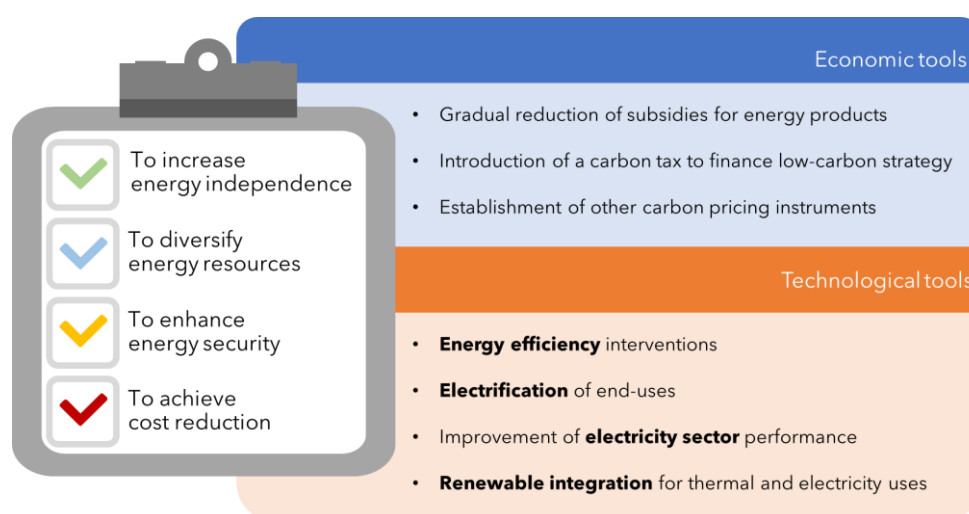 To increase
energy independence
To diversify
energy resources
To enhance
energy security
To achieve
cost reduction
Economic tools
• Gradual reduction of subsidies for energy products
• Introduction of a carbon tax to finance low-carbon strategy
• Establishment of other carbon pricing instruments
Technological tools
• Energy efficiency interventions
• Electrification of end-uses
• Improvement of electricity sector performance
• Renewable integration for thermal and electricity uses